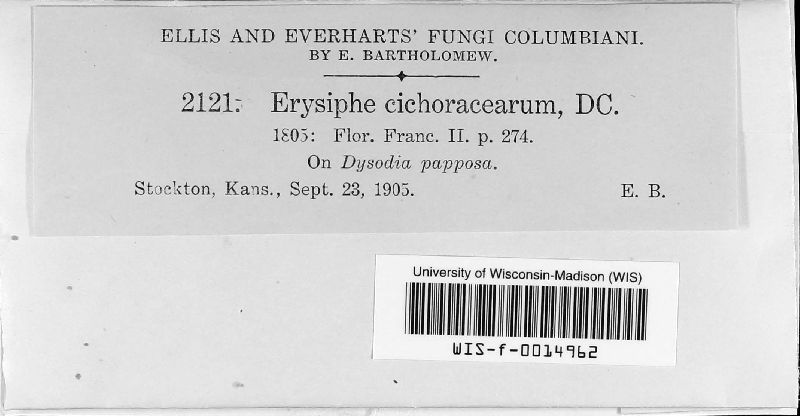 ELLIS AND EVERHARTS' FUNGI COLUMBIANI.
BY E. BARTHOLOMEW.
2121. Erysiphe cichoracearum, DC.
1805: Flor. Franc. II. p. 274.
On Dysodia papposa.
Stockton, Kans., Sept. 23, 1905. E. B.
University of Wisconsin-Madison (WIS)
WIS-f-0014962